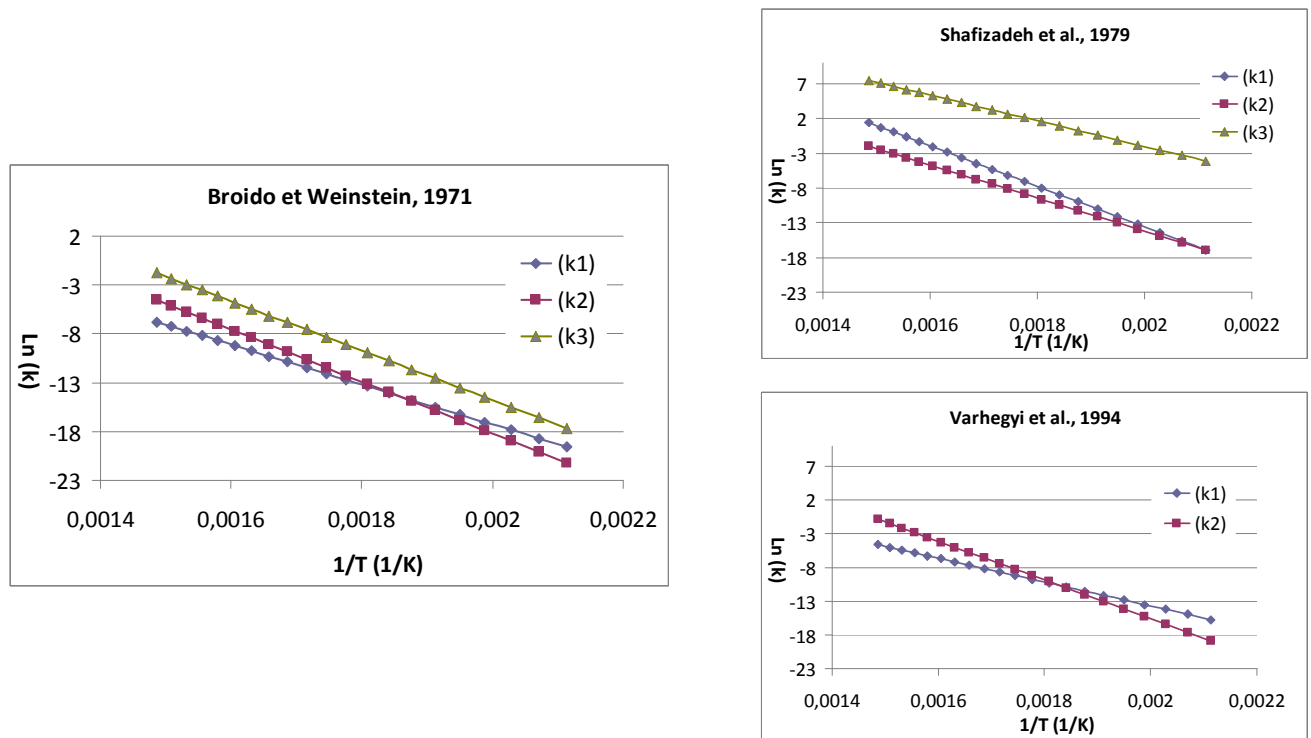 Broido et Weinstein, 1971
2
-3
-8
-13
-18
-23
Ln (k)
(k1)
(k2)
(k3)
0,0014 0,0016 0,0018 0,002 0,0022
1/T (1/K)
Shafizadeh et al., 1979
7
2
-3
-8
-13
-18
-23
Ln (k)
(k1)
(k2)
(k3)
0,0014 0,0016 0,0018 0,002 0,0022
1/T (1/K)
Varhegyi et al., 1994
7
2
-3
-8
-13
-18
-23
Ln (k)
(k1)
(k2)
0,0014 0,0016 0,0018 0,002 0,0022
1/T (1/K)